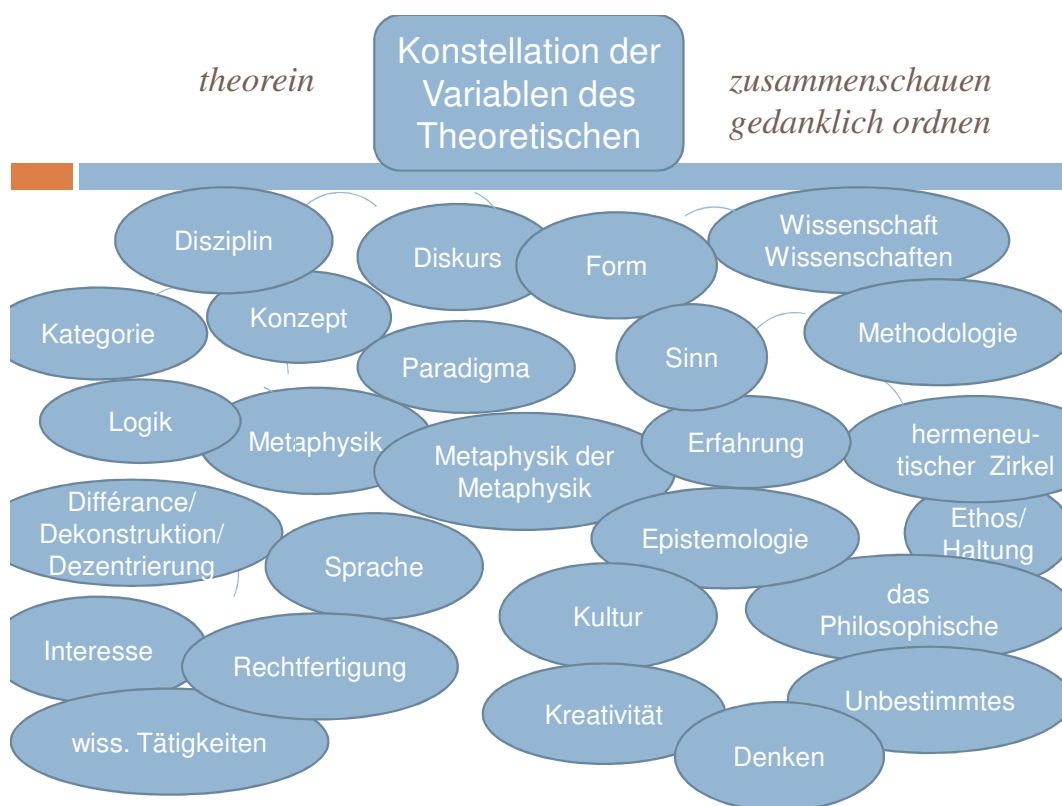 theorein
Konstellation der
Variablen des
Theoretischen
zusammenschauen
gedanklich ordnen
Disziplin
Diskurs
Form
Wissenschaft
Wissenschaften
Kategorie
Konzept
Paradigma
Sinn
Methodologie
Logik
Metaphysik
Metaphysik der
Metaphysik
Erfahrung
hermeneu-
tischer Zirkel
Différance/
Dekonstruktion/
Dezentrierung
Sprache
Epistemologie
Ethos/
Haltung
Kultur
das
Philosophische
Interesse
Rechtfertigung
Kreativität
Unbestimmtes
wiss. Tätigkeiten
Denken